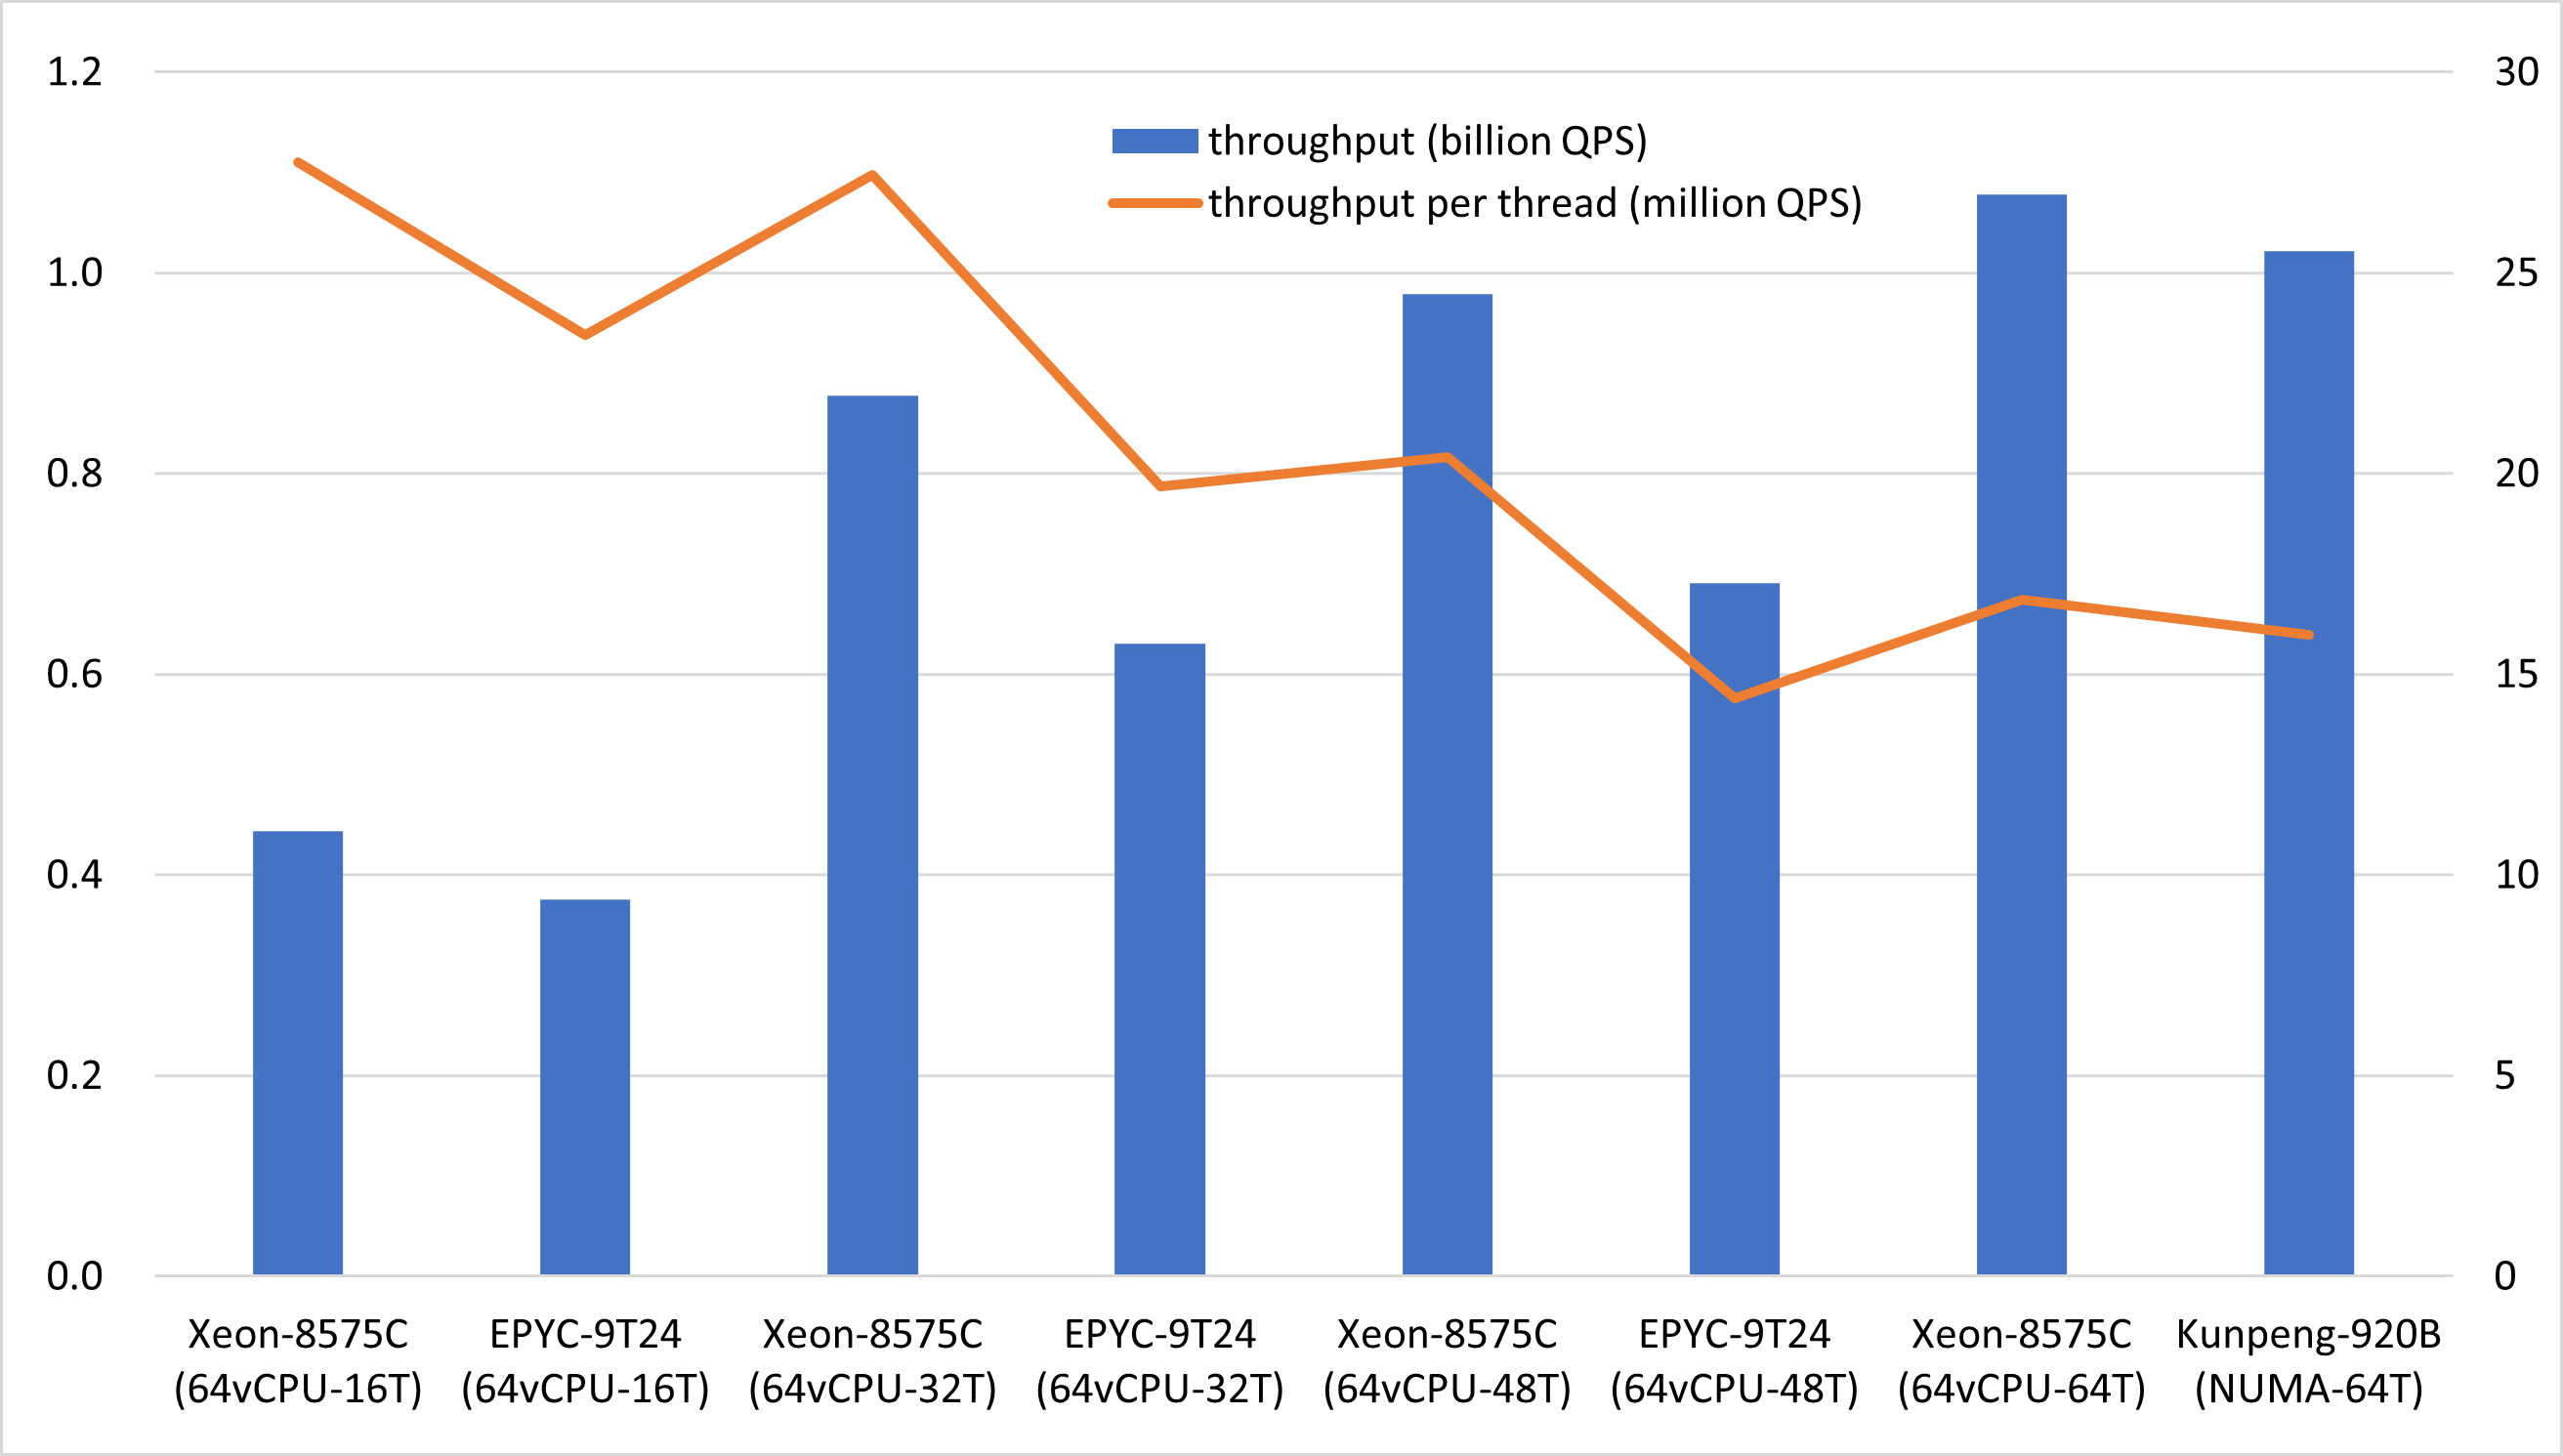 1.2
1.0
0.8
0.6
0.4
0.2
0.0
30
25
20
15
10
5
0
throughput (billion QPS)
throughput per thread (million QPS)
Xeon-8575C
(64vCPU-16T)
EPYC-9T24
(64vCPU-16T)
Xeon-8575C
(64vCPU-32T)
EPYC-9T24
(64vCPU-32T)
Xeon-8575C
(64vCPU-48T)
EPYC-9T24
(64vCPU-48T)
Xeon-8575C
(64vCPU-64T)
Kunpeng-920B
(NUMA-64T)